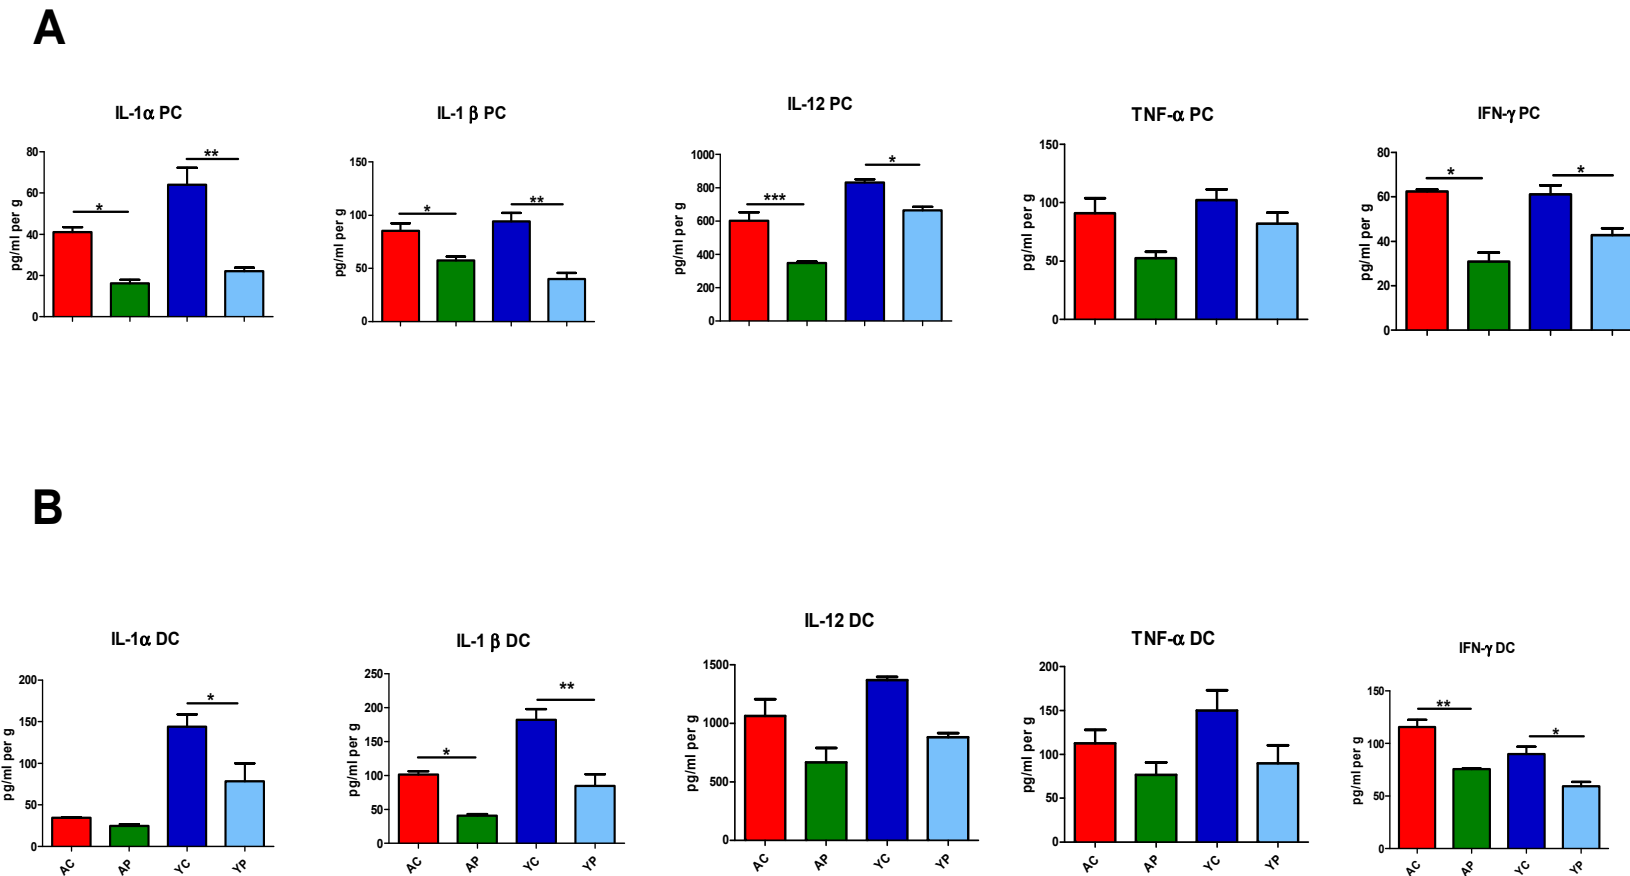 A
IL-1α PC
pg/ml per g
80
60
40
20
0
*
**
IL-1 β PC
pg/ml per g
150
100
50
0
*
**
IL-12 PC
pg/ml per g
1000
800
600
400
200
0
***
*
TNF-α PC
pg/ml per g
150
100
50
0
IFN-γ PC
pg/ml per g
80
60
40
20
0
*
*
B
IL-1α DC
pg/ml per g
200
150
100
50
0
*
AC AP YC YP
IL-1 β DC
pg/ml per g
250
200
150
100
50
0
*
**
AC AP YC YP
IL-12 DC
pg/ml per g
1500
1000
500
0
AC AP YC YP
TNF-α DC
pg/ml per g
200
150
100
50
0
AC AP YC YP
IFN-γ DC
pg/ml per g
150
100
50
0
**
*
AC AP YC YP